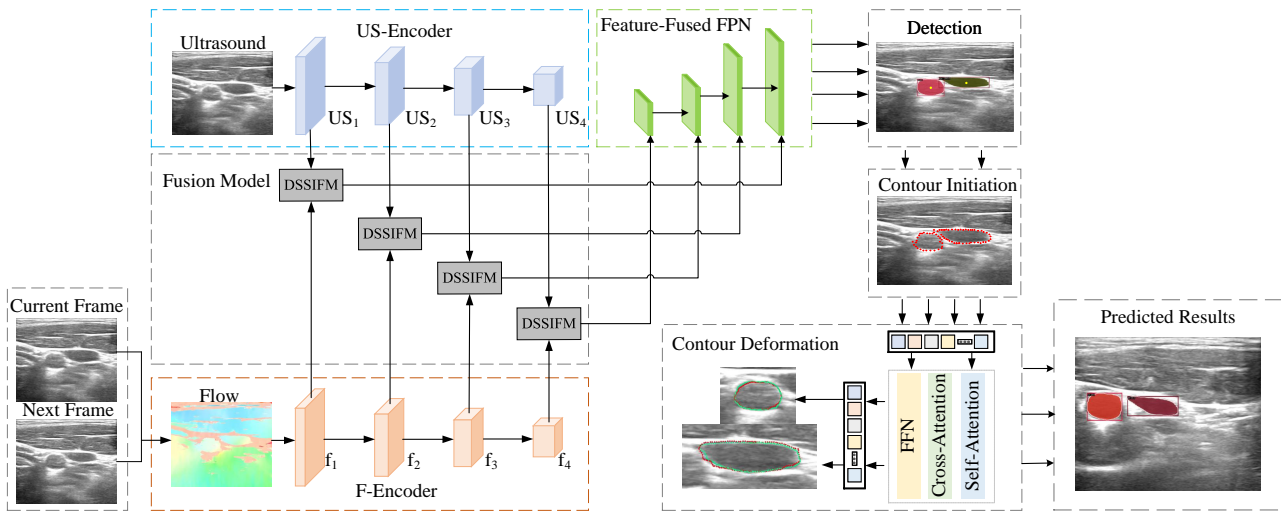 Ultrasound
US-Encoder
US1
US2
US3
US4
Feature-Fused FPN
Detection
Fusion Model
DSSIFM
DSSIFM
DSSIFM
DSSIFM
Contour Initiation
Current Frame
Next Frame
Flow
f1
f2
f3
f4
F-Encoder
Contour Deformation
FFN
Cross-Attention
Self-Attention
Predicted Results